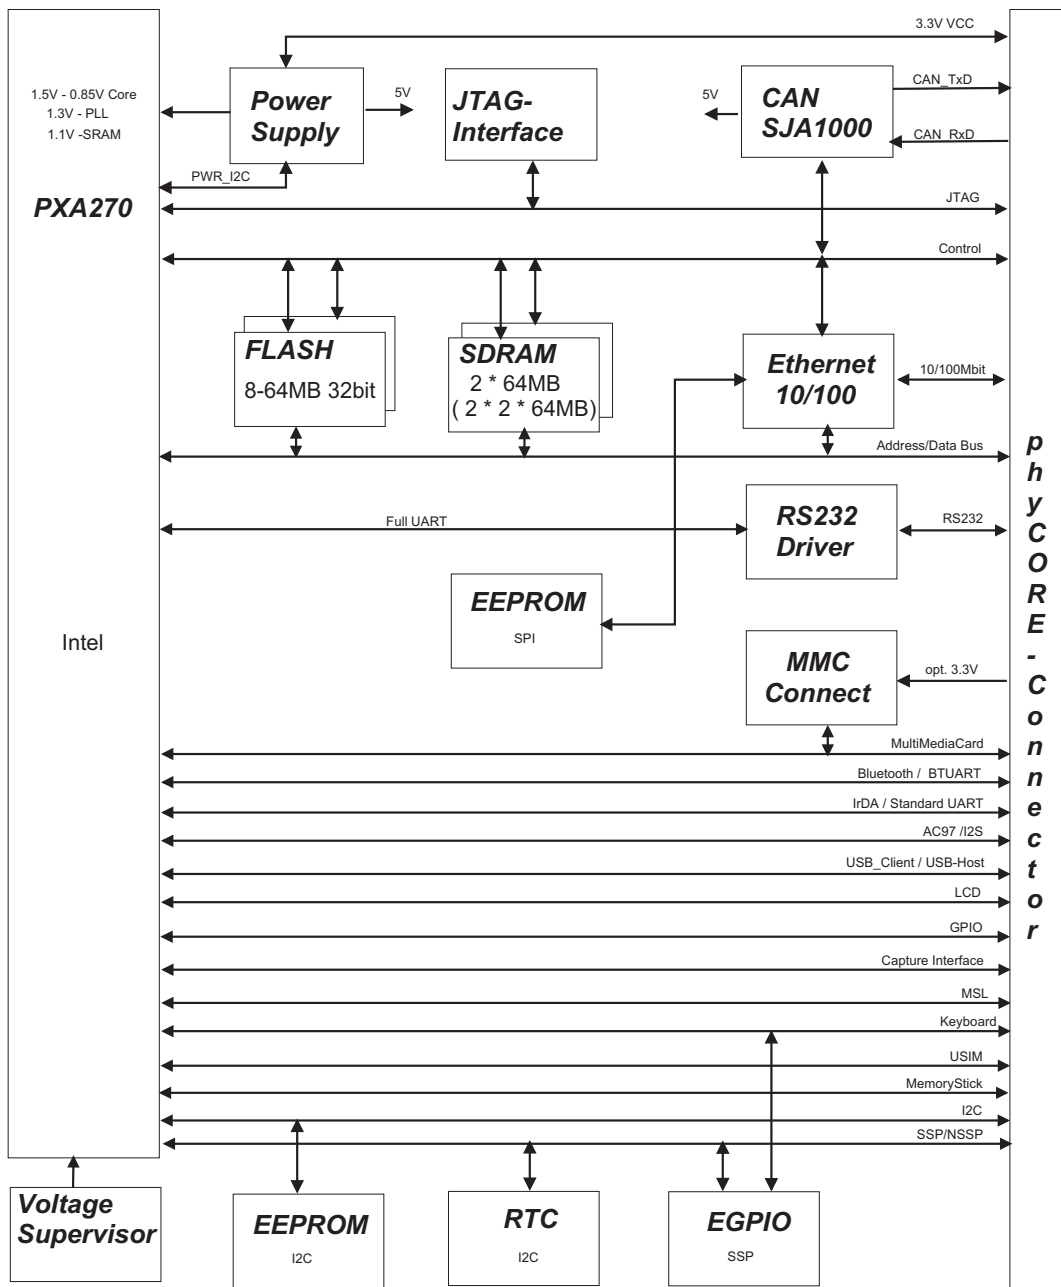 3.3V VCC
1.5V - 0.85V Core
1.3V - PLL
1.1V -SRAM
Power
Supply
5V
JTAG-
Interface
5V
CAN
SJA1000
CAN_TxD
CAN_RxD
PWR_I2C
PXA270
JTAG
Control
FLASH
8-64MB 32bit
SDRAM
2 * 64MB
( 2 * 2 * 64MB)
Ethernet
10/100
10/100Mbit
Address/Data Bus
Full UART
RS232
Driver
RS232
EEPROM
SPI
Intel
MMC
Connect
opt. 3.3V
MultiMediaCard
Bluetooth / BTUART
IrDA / Standard UART
AC97 /I2S
USB_Client / USB-Host
LCD
GPIO
Capture Interface
MSL
Keyboard
USIM
MemoryStick
I2C
SSP/NSSP
Voltage
Supervisor
EEPROM
I2C
RTC
I2C
EGPIO
SSP
phyCORE-Connector